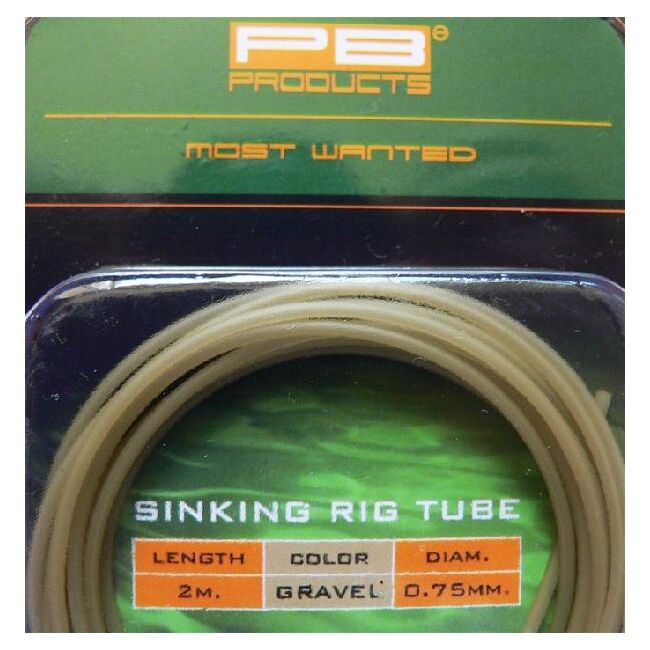 PB®
PRODUCTS
MOST WANTED
SINKING RIG TUBE
LENGTH COLOR DIAM.
2M. GRAVEL 0.75MM.